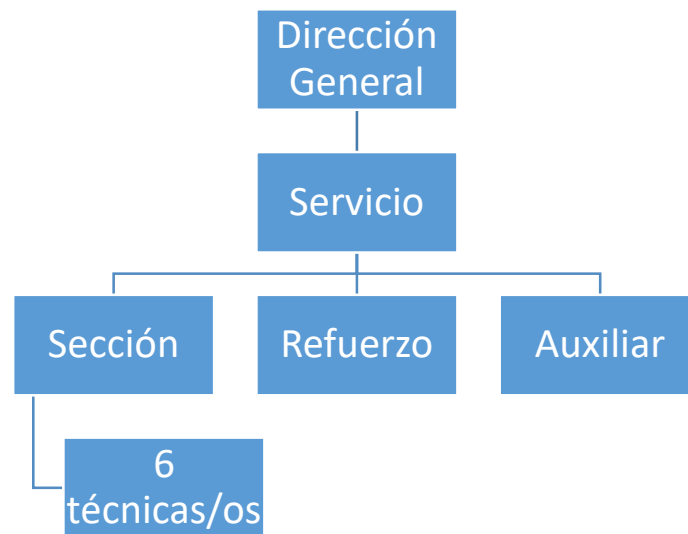 Dirección
General
Servicio
Sección
Refuerzo
Auxiliar
6
técnicas/os